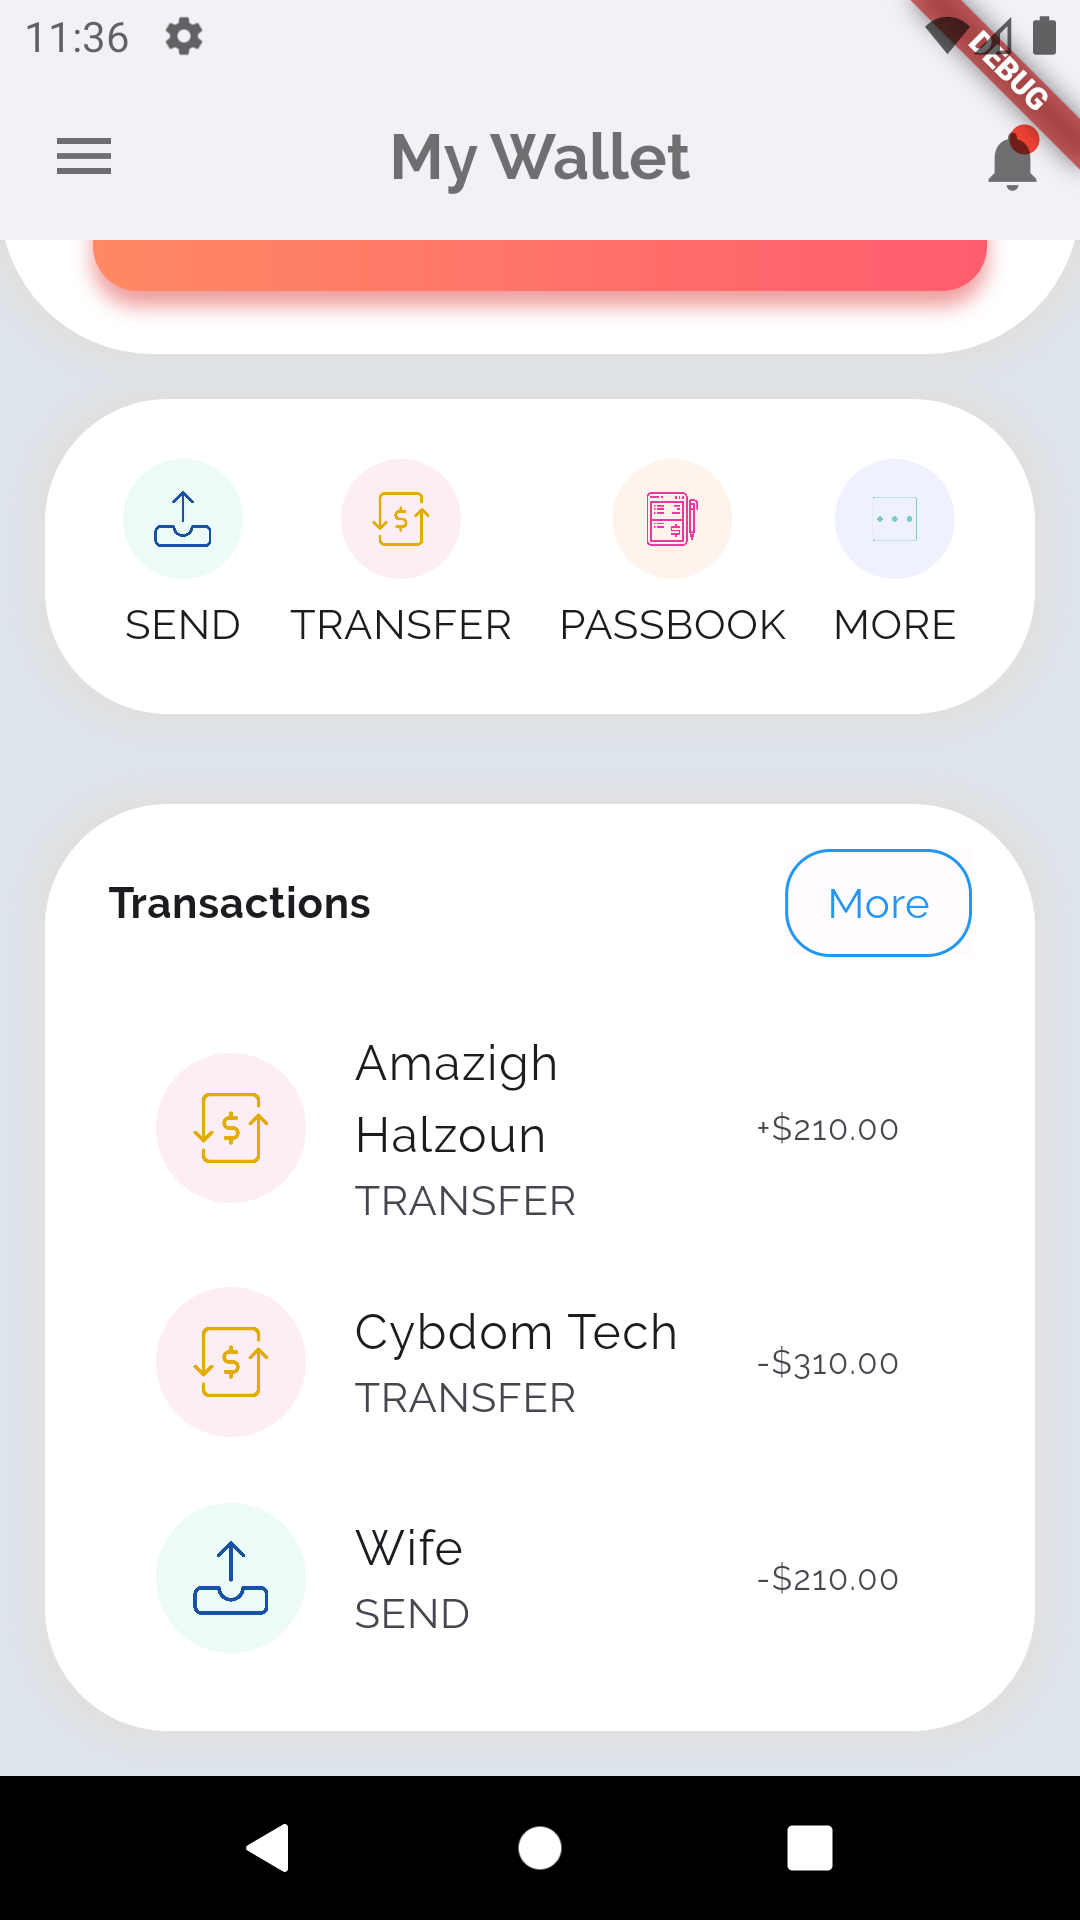 11:36
DEBUG
My Wallet
SEND TRANSFER PASSBOOK MORE
Transactions More
Amazigh
Halzoun
TRANSFER
+$210.00
Cybdom Tech
TRANSFER
-$310.00
Wife
SEND
-$210.00